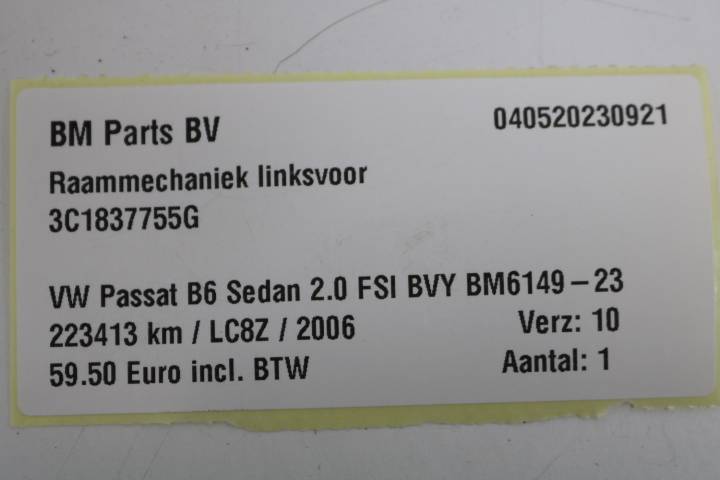 BM Parts BV 040520230921
Raammechaniek linksvoor
3C1837755G
VW Passat B6 Sedan 2.0 FSI BVY BM6149-23
223413 km / LC8Z / 2006 Verz: 10
59.50 Euro incl. BTW Aantal: 1